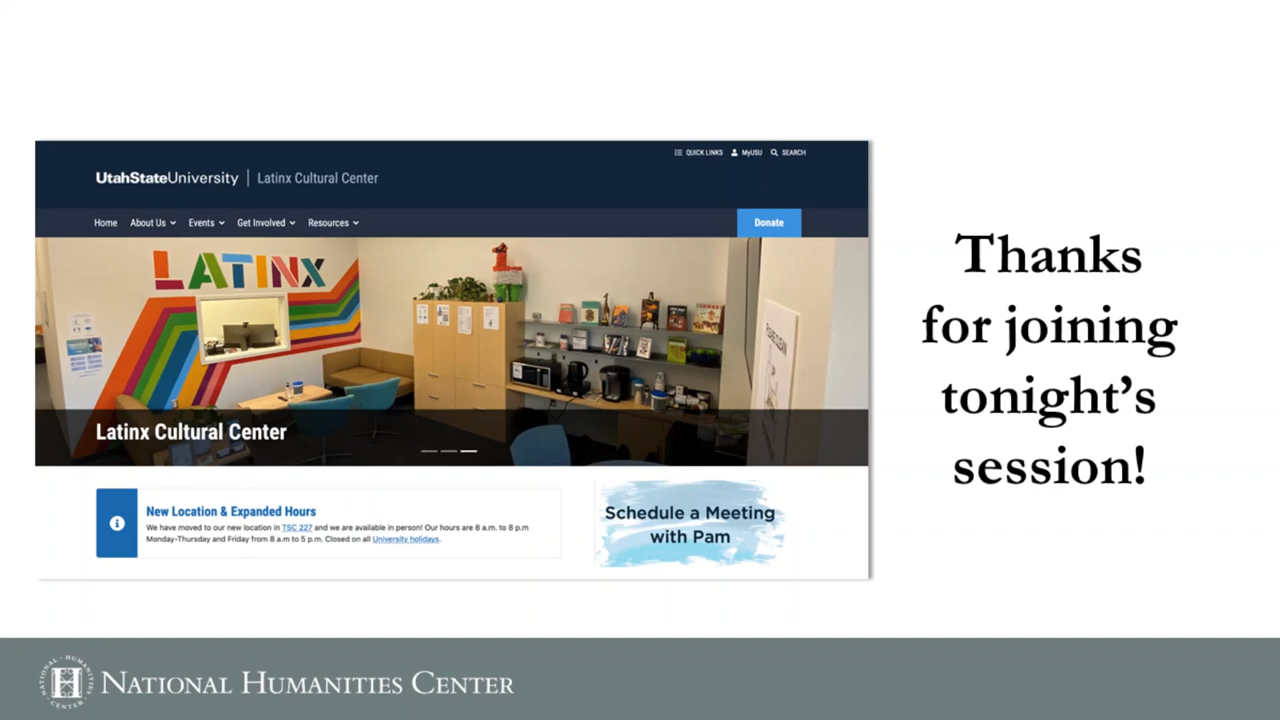 QUICK LINKS MyUSU SEARCH
UtahStateUniversity | Latinx Cultural Center
Home About Us Events Get Involved Resources Donate
LATINX
Latinx Cultural Center
New Location & Expanded Hours
We have moved to our new location in TSC 227 and we are available in person! Our hours are 8 a.m. to 8 p.m
Monday-Thursday and Friday from 8 a.m to 5 p.m. Closed on all University holidays.
Schedule a Meeting
with Pam
Thanks
for joining
tonight’s
session!
NATIONAL HUMANITIES CENTER
NATIONAL HUMANITIES CENTER